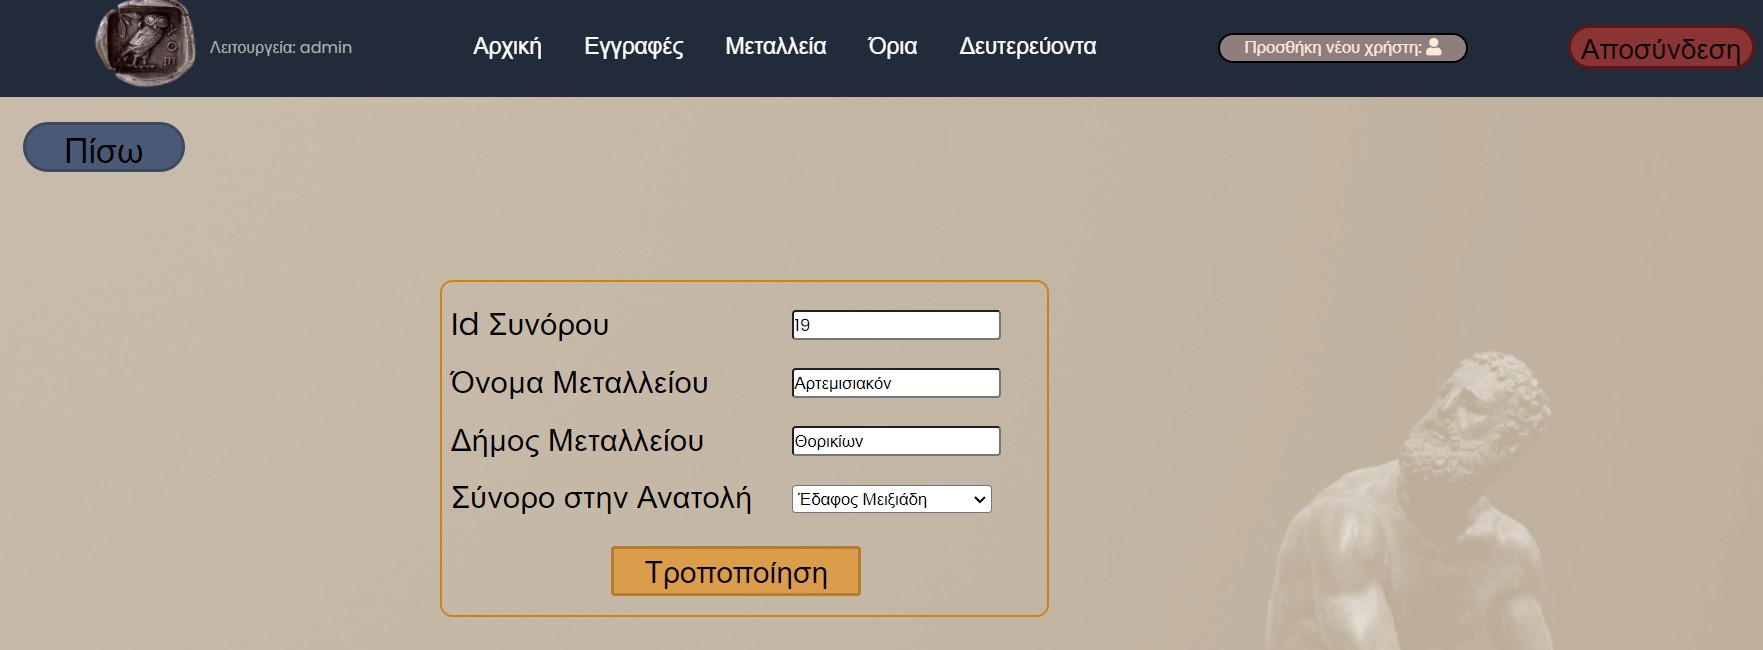 Λειτουργεία: admin
Αρχική Εγγραφές Μεταλλεία Όρια Δευτερεύοντα
Προσθήκη νέου χρήστη:
Αποσύνδεση
Πίσω
Id Συνόρου 19
Όνομα Μεταλλείου Αρτεμισιακόν
Δήμος Μεταλλείου Θορικίων
Σύνορο στην Ανατολή Έδαφος Μειξιάδη
Τροποποίηση